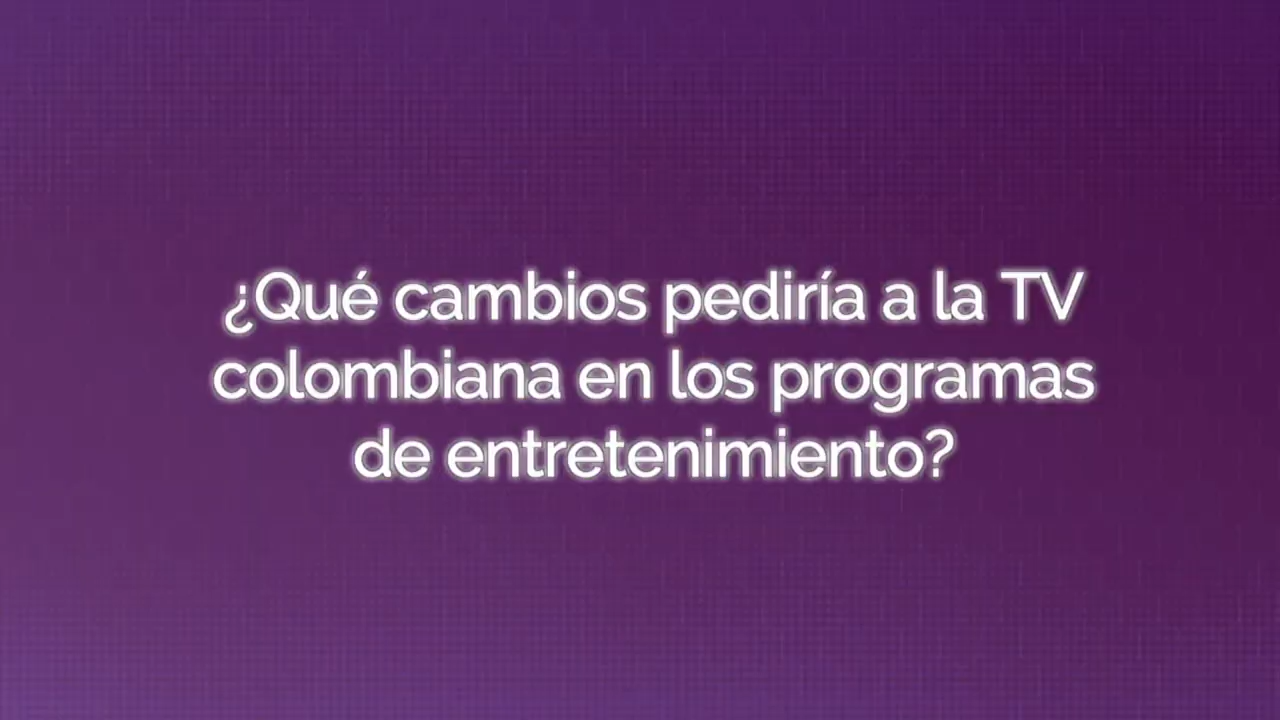 ¿Qué cambios pediría a la TV
colombiana en los programas
de entretenimiento?